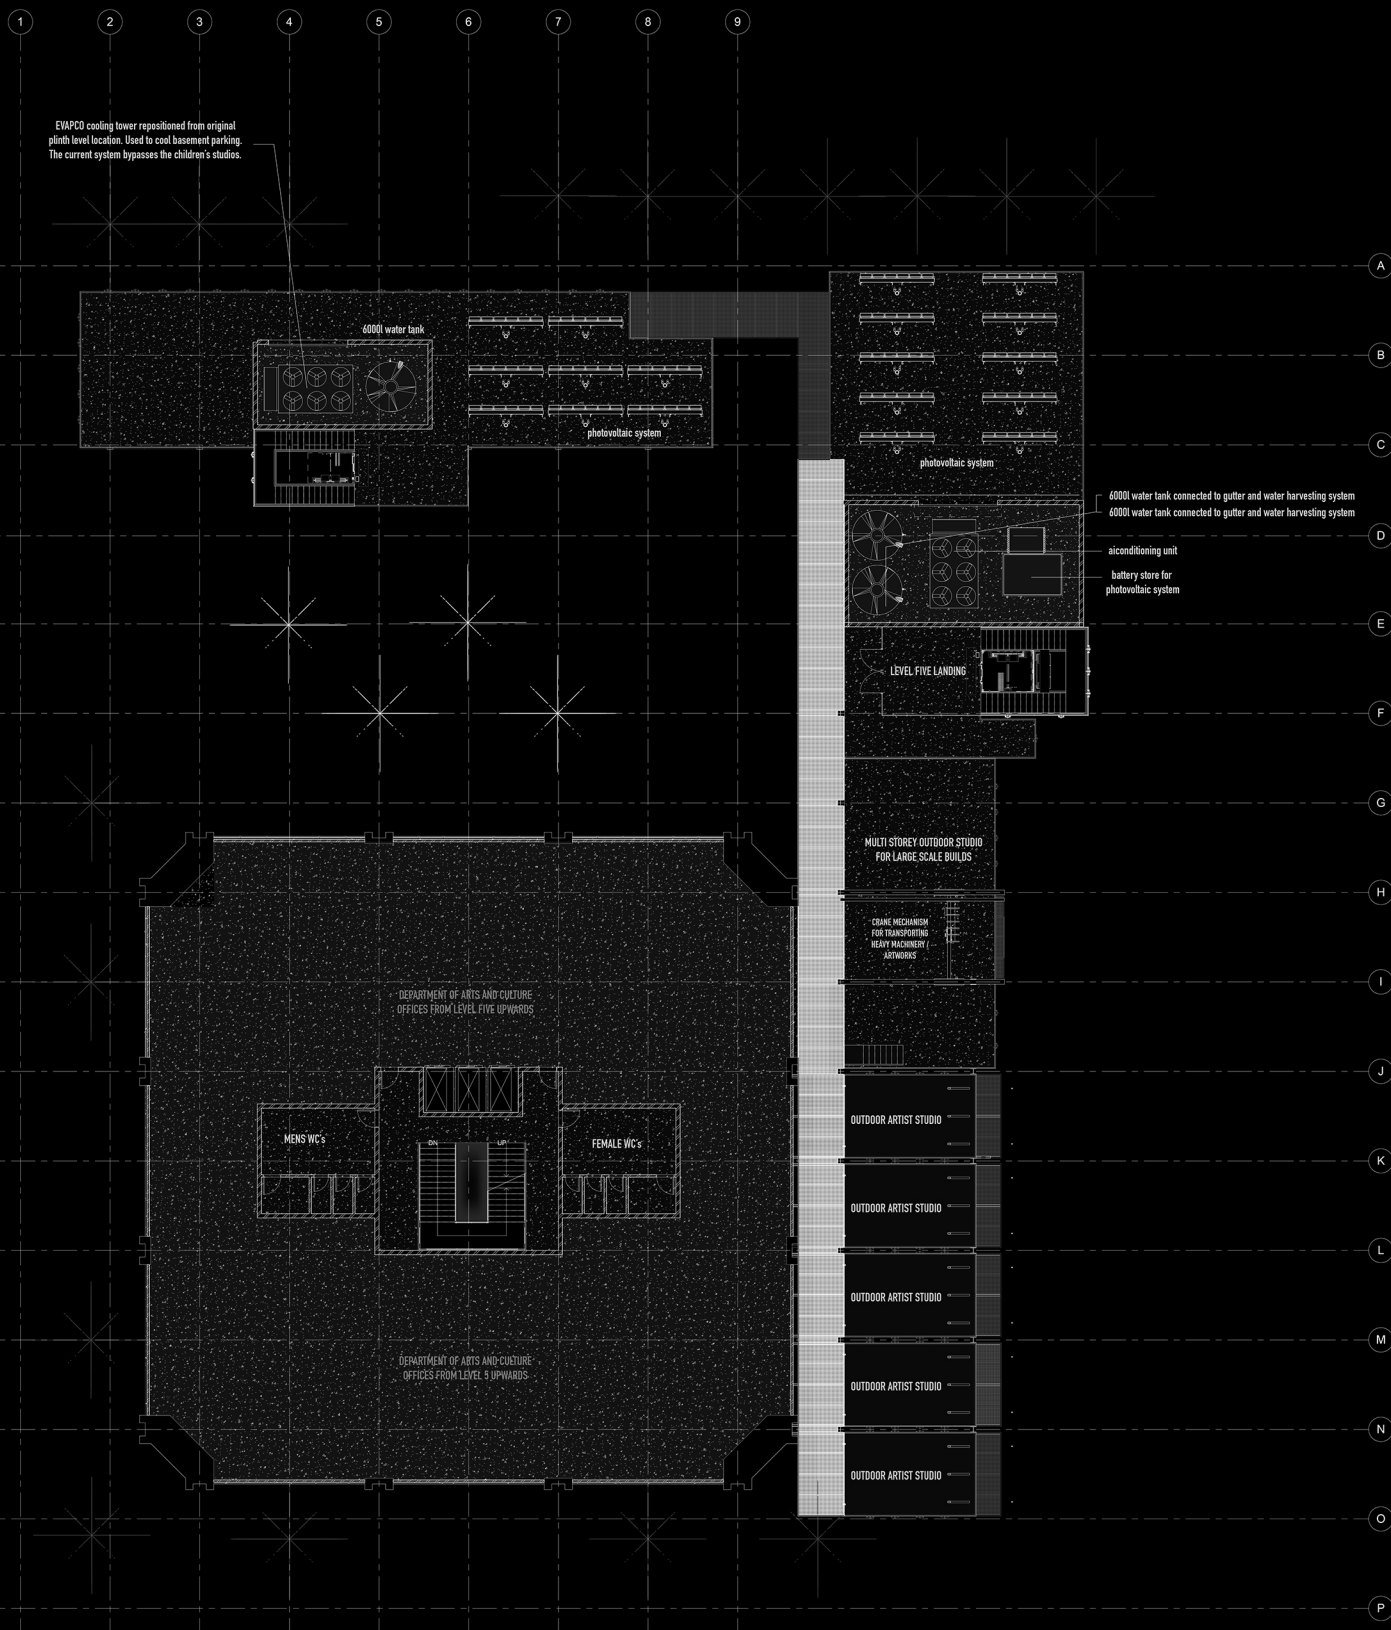 1 2 3 4 5 6 7 8 9
EVAPCO cooling tower repositioned from original
plinth level location. Used to cool basement parking.
The current system bypasses the children's studios.
A
6000l water tank
B
photovoltaic system
C
photovoltaic system
6000l water tank connected to gutter and water harvesting system
6000l water tank connected to gutter and water harvesting system
D
aiconditioning unit
battery store for
photovoltaic system
E
LEVEL FIVE LANDING
F
G
MULTI STOREY OUTDOOR STUDIO
FOR LARGE SCALE BUILDS
H
CRANE MECHANISM
FOR TRANSPORTING
HEAVY MACHINERY /
ARTWORKS
I
DEPARTMENT OF ARTS AND CULTURE
OFFICES FROM LEVEL FIVE UPWARDS
J
OUTDOOR ARTIST STUDIO
MENS WC's
DN UP
FEMALE WC's
K
OUTDOOR ARTIST STUDIO
L
OUTDOOR ARTIST STUDIO
M
DEPARTMENT OF ARTS AND CULTURE
OFFICES FROM LEVEL 5 UPWARDS
OUTDOOR ARTIST STUDIO
N
OUTDOOR ARTIST STUDIO
O
P